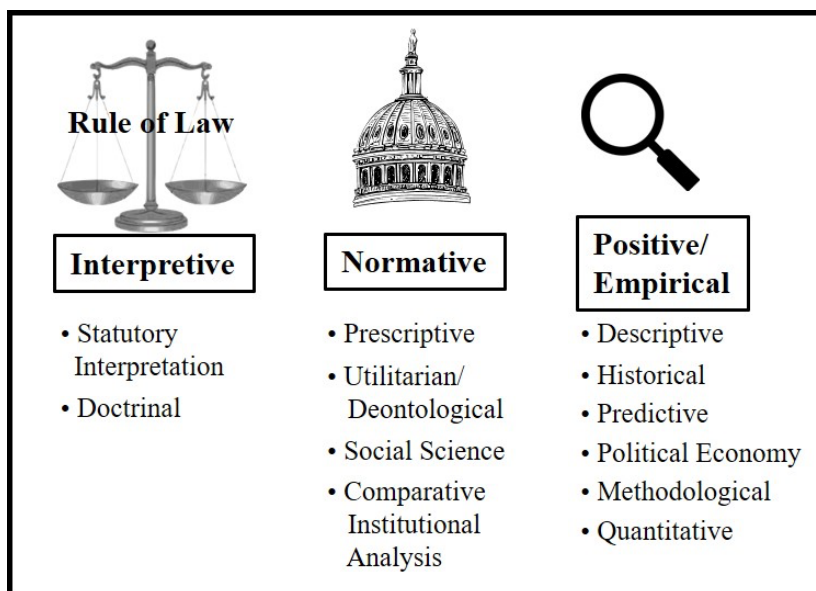 Rule of Law
Interpretive
• Statutory
Interpretation
• Doctrinal
Normative
• Prescriptive
• Utilitarian/
Deontological
• Social Science
• Comparative
Institutional
Analysis
Positive/
Empirical
• Descriptive
• Historical
• Predictive
• Political Economy
• Methodological
• Quantitative